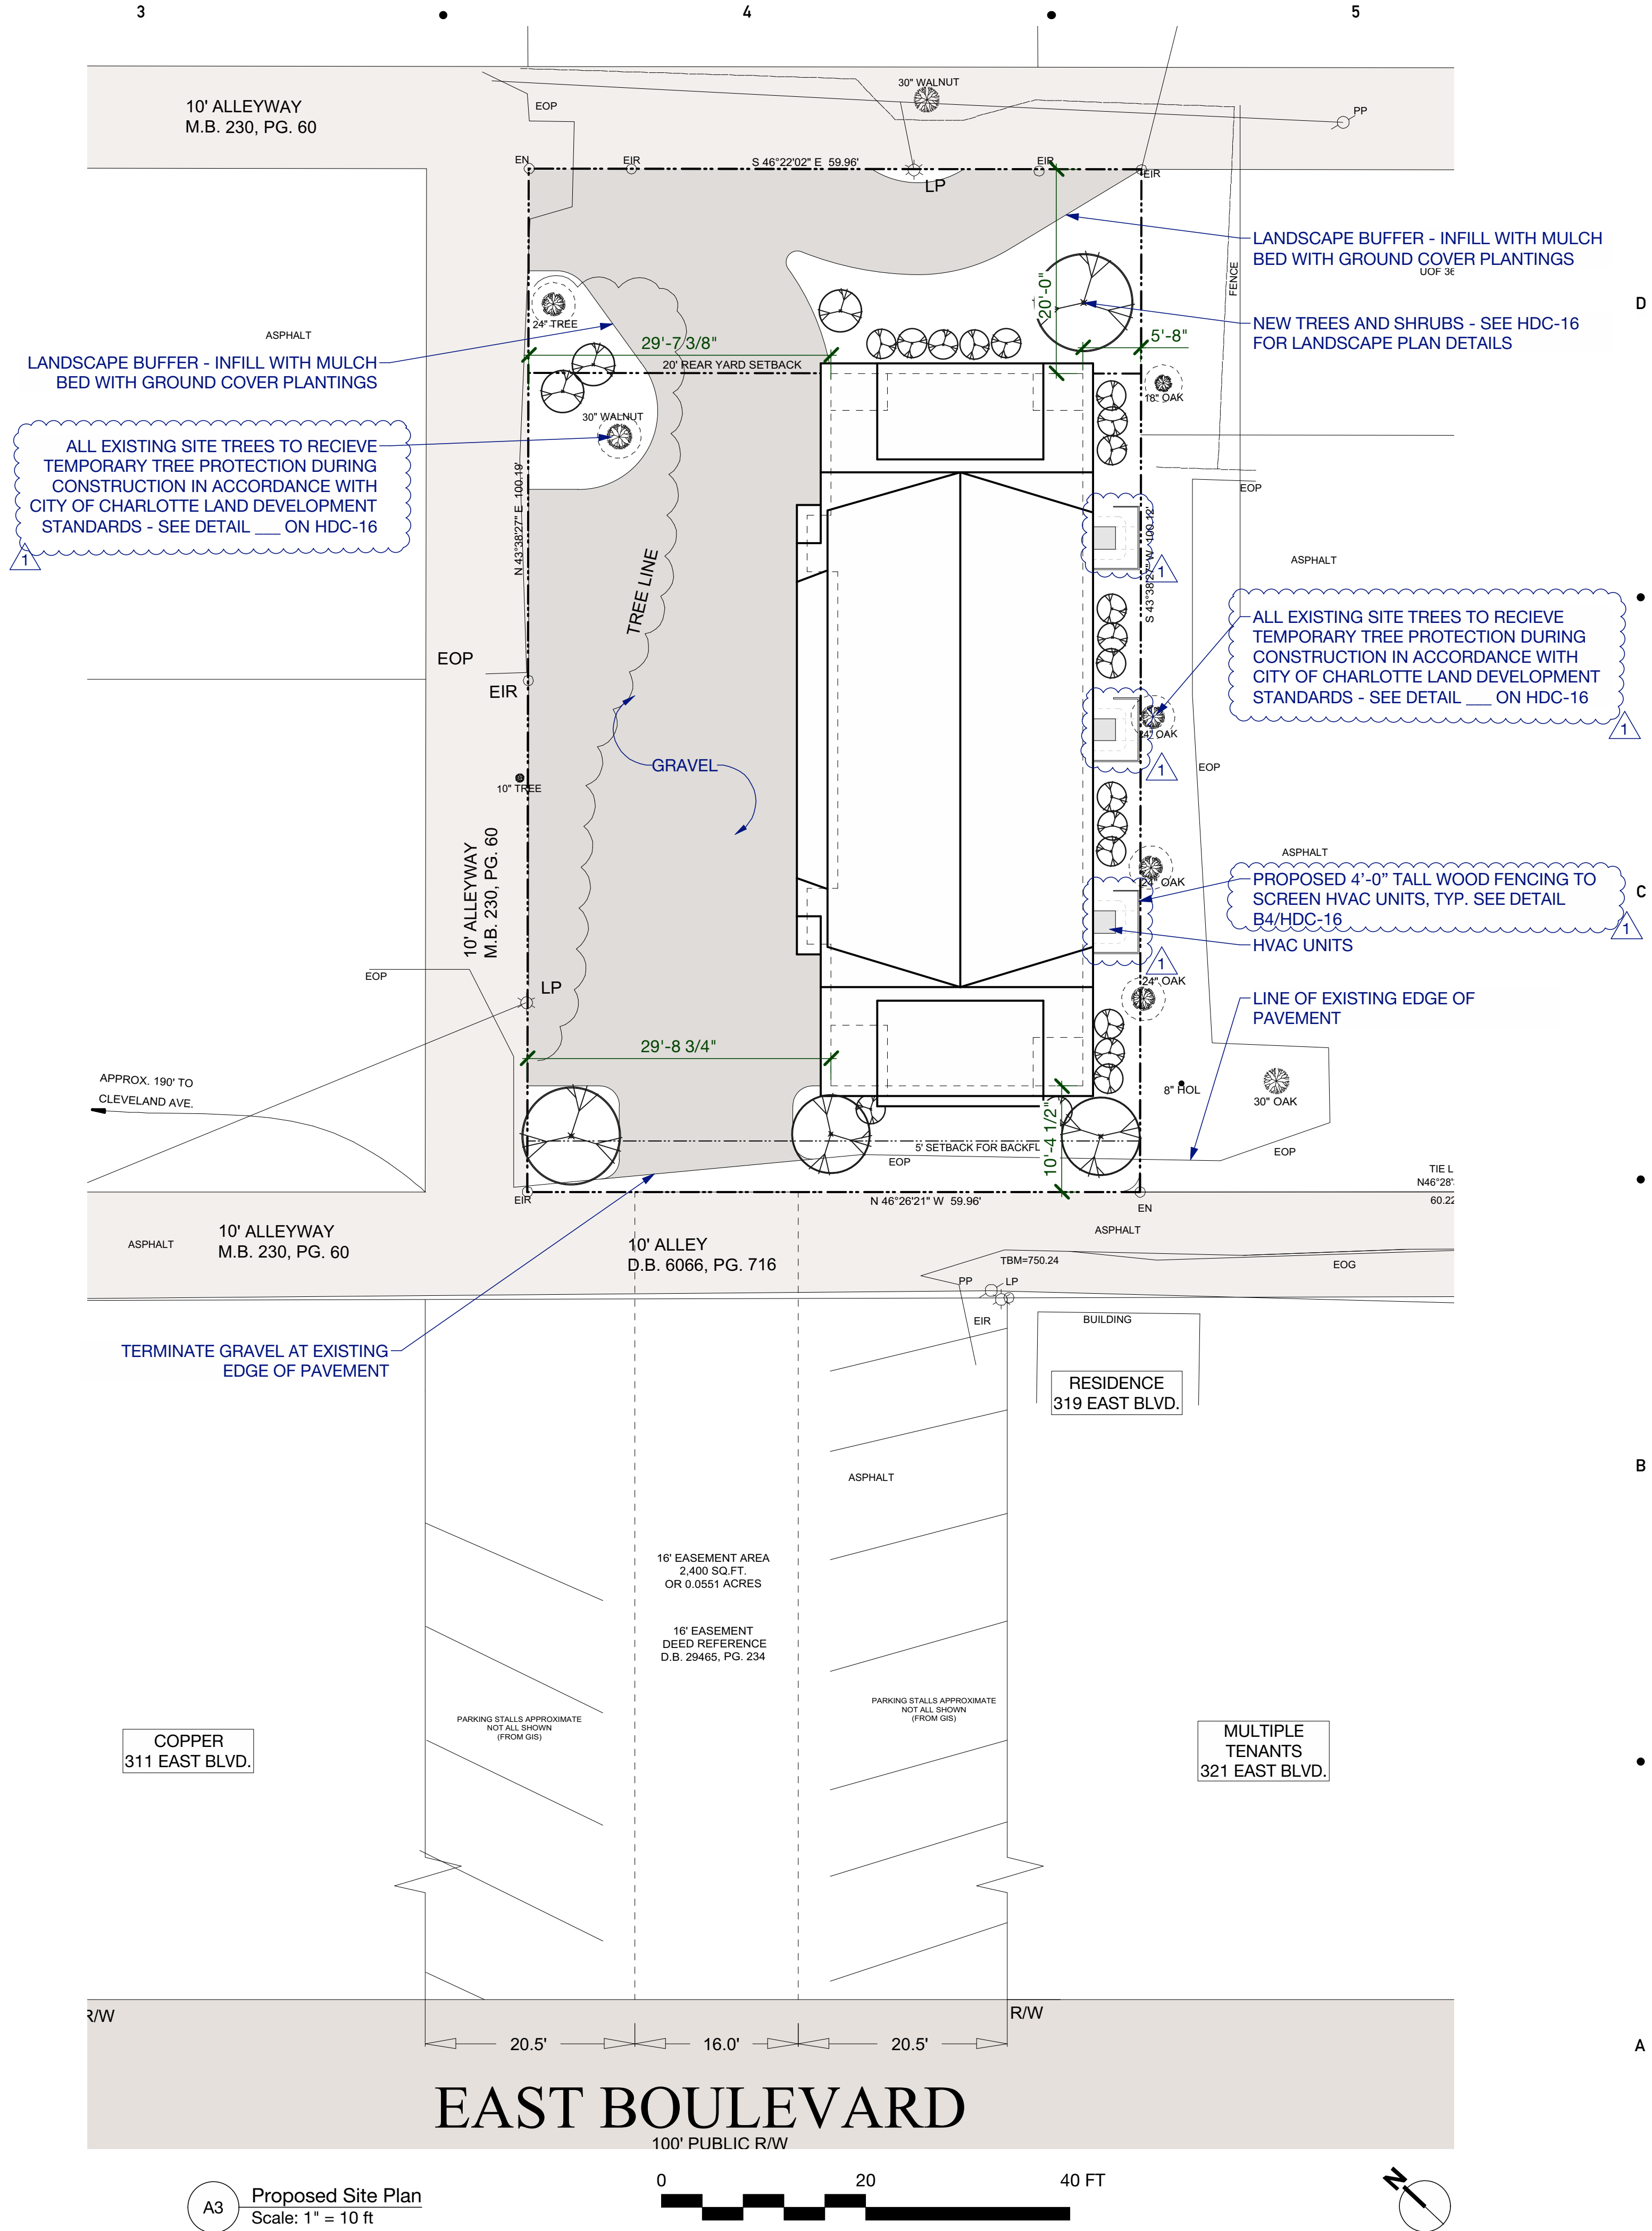 3
4
5
10' ALLEYWAY
M.B. 230, PG. 60
EOP
30" WALNUT
PP
EN
EIR
S 46°22'02" E 59.96'
EIR
EIR
LP
LANDSCAPE BUFFER - INFILL WITH MULCH
BED WITH GROUND COVER PLANTINGS
UOF 36
FENCE
D
20'-0"
24" TREE
NEW TREES AND SHRUBS - SEE HDC-16
FOR LANDSCAPE PLAN DETAILS
ASPHALT
29'-7 3/8"
5'-8"
LANDSCAPE BUFFER - INFILL WITH MULCH
BED WITH GROUND COVER PLANTINGS
20' REAR YARD SETBACK
18" OAK
30" WALNUT
ALL EXISTING SITE TREES TO RECIEVE
TEMPORARY TREE PROTECTION DURING
CONSTRUCTION IN ACCORDANCE WITH
CITY OF CHARLOTTE LAND DEVELOPMENT
STANDARDS - SEE DETAIL ___ ON HDC-16
1
N 43°38'27" E 100.19'
EOP
S 43°38'27" W 100.12'
1
ASPHALT
TREE LINE
ALL EXISTING SITE TREES TO RECIEVE
TEMPORARY TREE PROTECTION DURING
CONSTRUCTION IN ACCORDANCE WITH
CITY OF CHARLOTTE LAND DEVELOPMENT
STANDARDS - SEE DETAIL ___ ON HDC-16
1
EOP
EIR
24" OAK
GRAVEL
1
EOP
10" TREE
10' ALLEYWAY
M.B. 230, PG. 60
ASPHALT
24" OAK
PROPOSED 4’-0” TALL WOOD FENCING TO
SCREEN HVAC UNITS, TYP. SEE DETAIL
B4/HDC-16
1
C
HVAC UNITS
1
EOP
LP
24" OAK
LINE OF EXISTING EDGE OF
PAVEMENT
29'-8 3/4"
APPROX. 190' TO
CLEVELAND AVE.
8" HOL
30" OAK
10'-4 1/2"
5' SETBACK FOR BACKFL
EOP
EOP
TIE L
N46°28'
60.22
EIR
N 46°26'21" W 59.96'
EN
ASPHALT
10' ALLEYWAY
M.B. 230, PG. 60
10' ALLEY
D.B. 6066, PG. 716
ASPHALT
TBM=750.24
EOG
PP
LP
EIR
BUILDING
TERMINATE GRAVEL AT EXISTING
EDGE OF PAVEMENT
RESIDENCE
319 EAST BLVD.
B
ASPHALT
16' EASEMENT AREA
2,400 SQ.FT.
OR 0.0551 ACRES
16' EASEMENT
DEED REFERENCE
D.B. 29465, PG. 234
PARKING STALLS APPROXIMATE
NOT ALL SHOWN
(FROM GIS)
PARKING STALLS APPROXIMATE
NOT ALL SHOWN
(FROM GIS)
COPPER
311 EAST BLVD.
MULTIPLE
TENANTS
321 EAST BLVD.
R/W
R/W
20.5'
16.0'
20.5'
A
EAST BOULEVARD
100' PUBLIC R/W
0
20
40 FT
N
A3
Proposed Site Plan
Scale: 1" = 10 ft